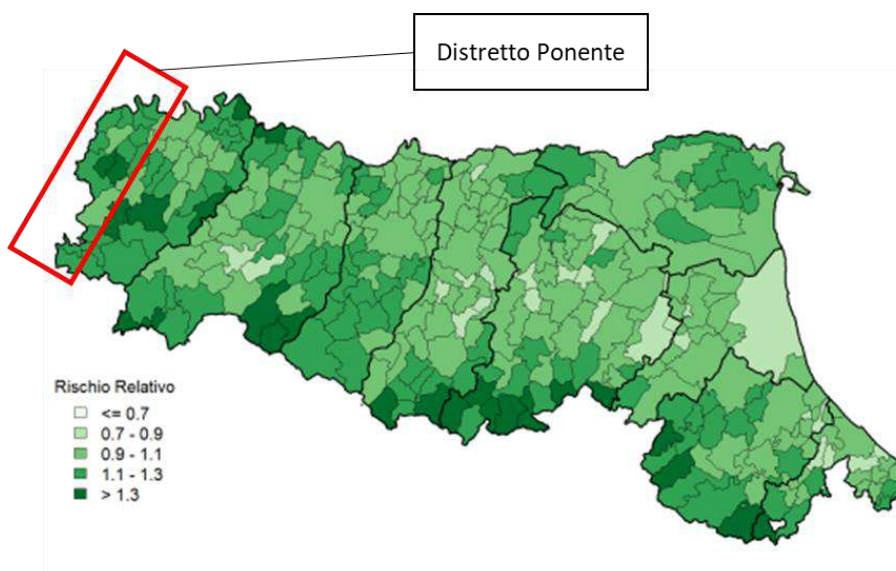 Distretto Ponente
Rischio Relativo
<= 0.7
0.7 - 0.9
0.9 - 1.1
1.1 - 1.3
> 1.3